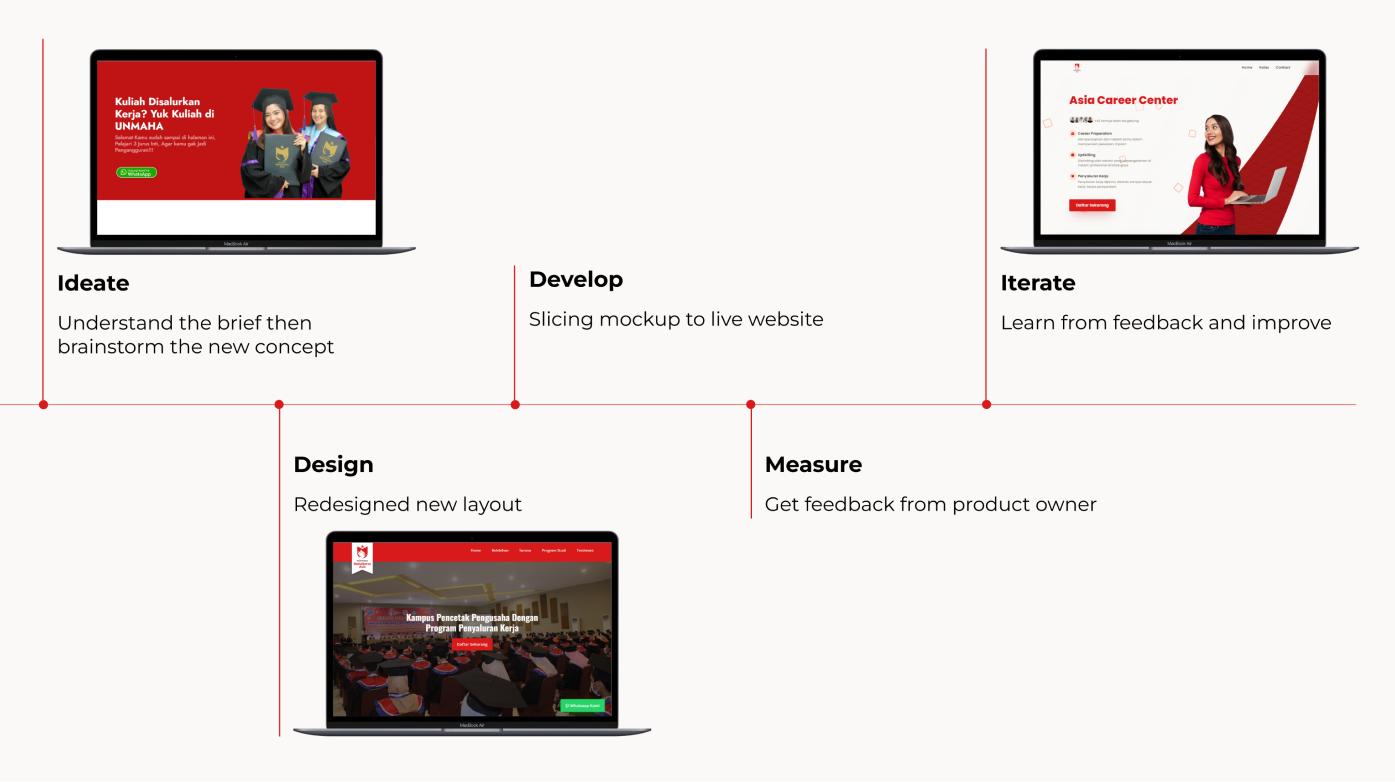 Kuliah Disalurkan
Kerja? Yuk Kuliah di
UNMAHA
Selamat Kamu sudah sampai di halaman ini,
Pelajari 3 Jurus Inti, Agar kamu gak jadi
Pengangguran!!!
WhatsApp
MacBook Air
Ideate
Understand the brief then
brainstorm the new concept
Develop
Slicing mockup to live website
Home Kelas Contact
Asia Career Center
Career Preparation
Upskilling
Penyaluran Kerja
Daftar Sekarang
MacBook Air
Iterate
Learn from feedback and improve
Design
Redesigned new layout
Home Kelebihan Service Program Studi Testimoni
Kampus Pencetak Pengusaha Dengan
Program Penyaluran Kerja
Daftar Sekarang
Whatsapp Kami
MacBook Air
Measure
Get feedback from product owner